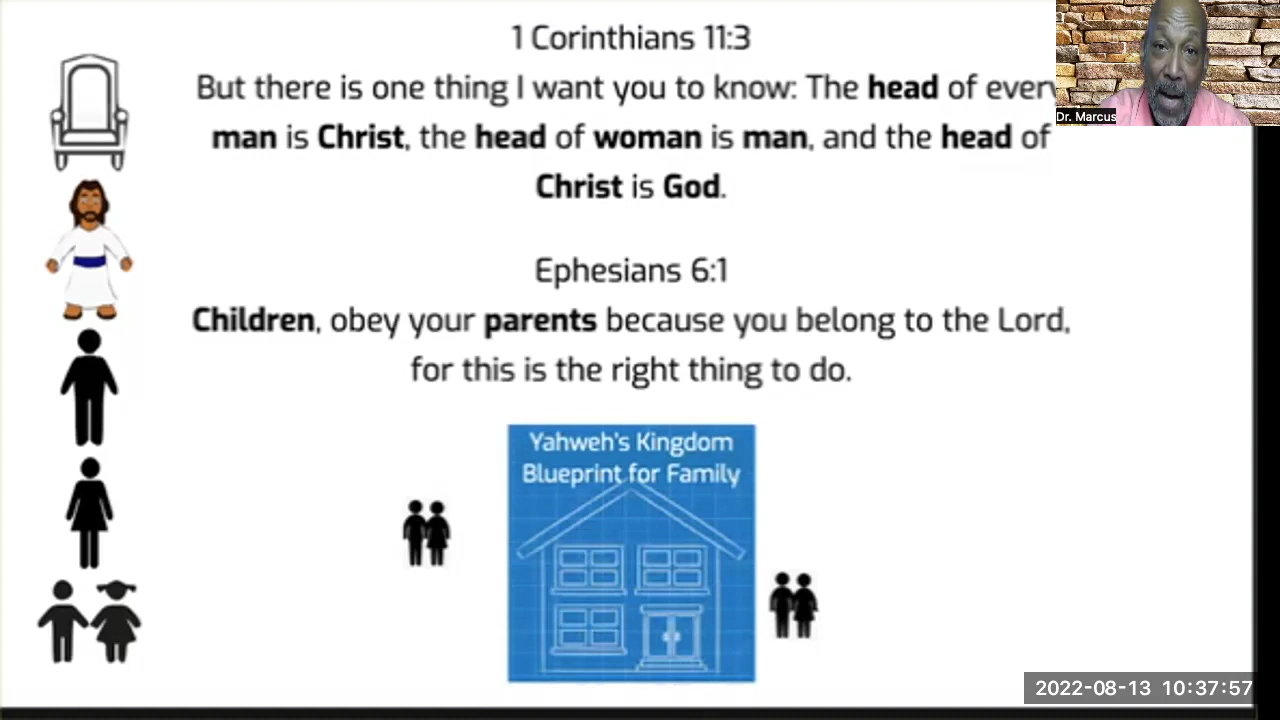 1 Corinthians 11:3
But there is one thing I want you to know: The head of every
man is Christ, the head of woman is man, and the head of
Christ is God.
Ephesians 6:1
Children, obey your parents because you belong to the Lord,
for this is the right thing to do.
Yahweh's Kingdom
Blueprint for Family
Dr. Marcus
2022-08-13 10:37:57